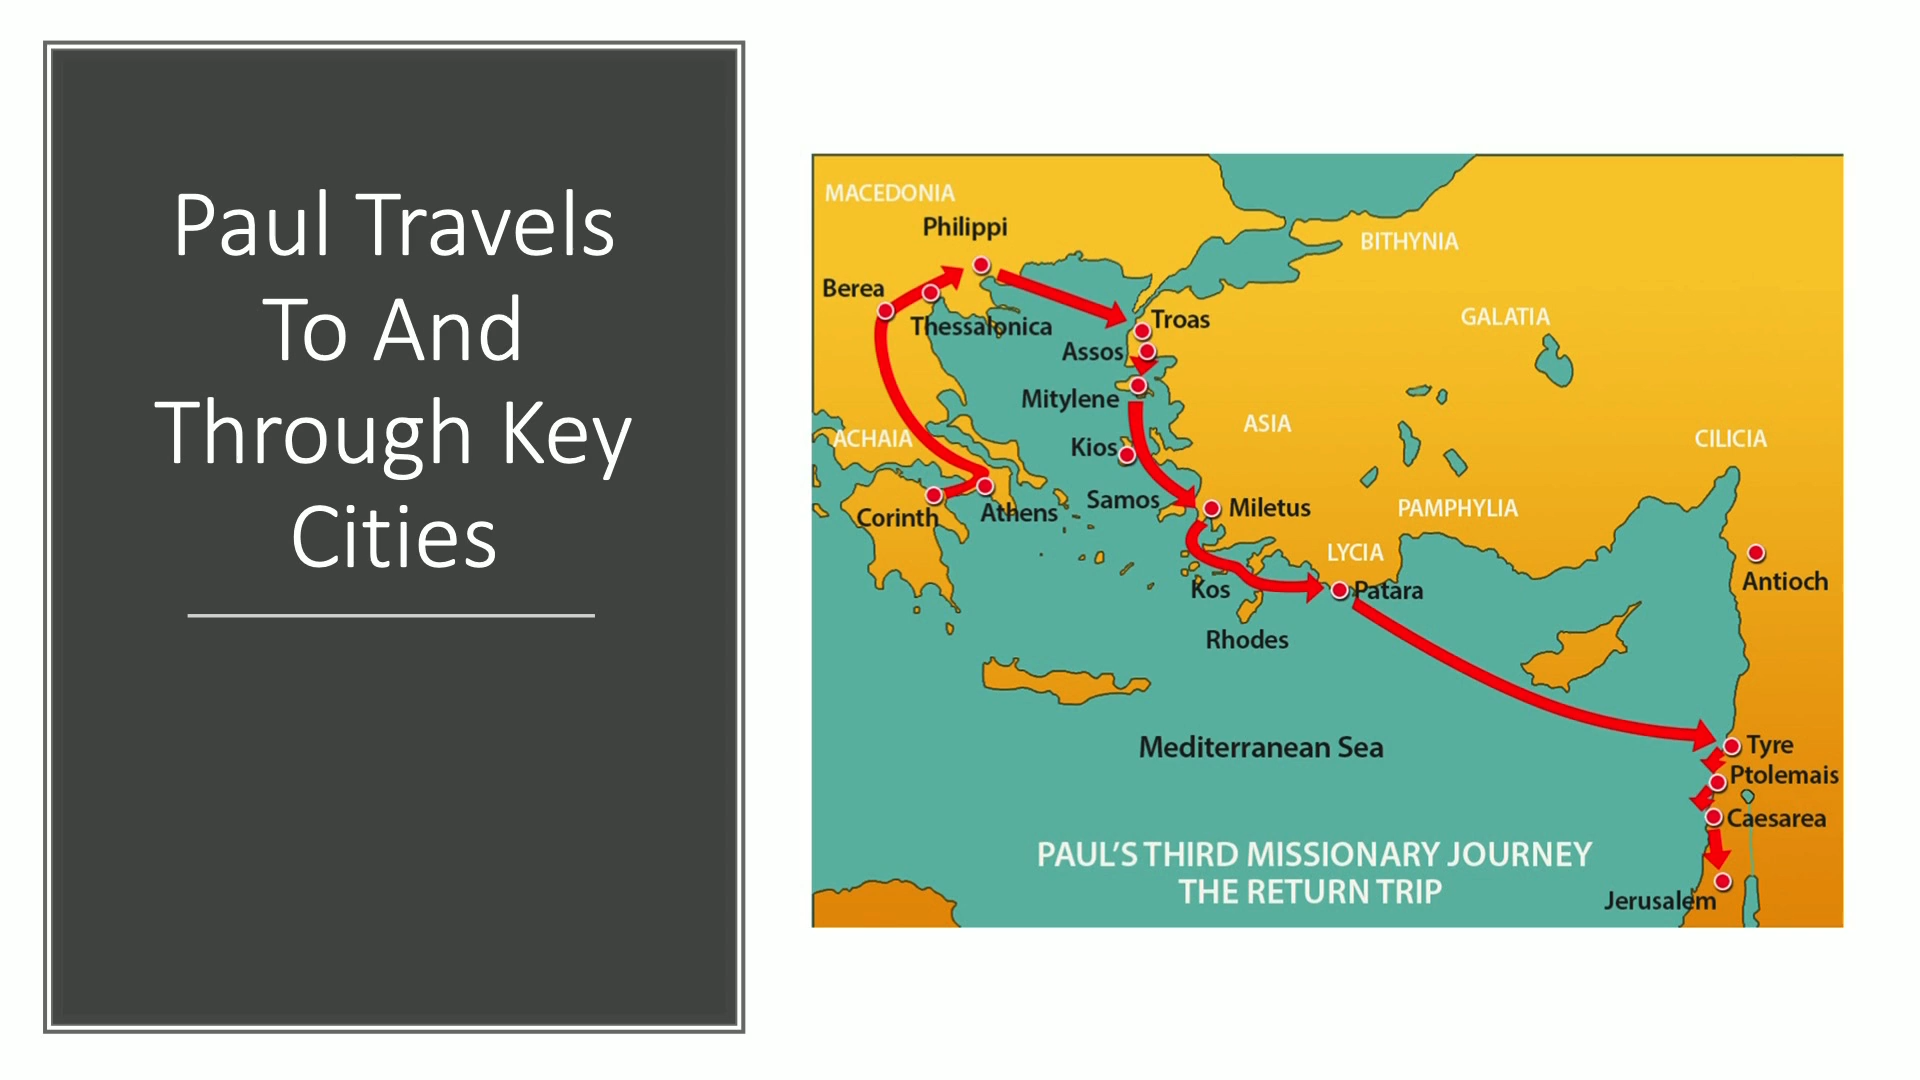 Paul Travels
To And
Through Key
Cities
MACEDONIA
Philippi
BITHYNIA
Berea
GALATIA
Troas
Thessalonica
Assos
Mitylene
ASIA
ACHAIA
CILICIA
Kios
Samos
Miletus
PAMPHYLIA
Corinth
Athens
LYCIA
Antioch
Kos
Patara
Rhodes
Mediterranean Sea
Tyre
Ptolemais
Caesarea
PAUL'S THIRD MISSIONARY JOURNEY
THE RETURN TRIP
Jerusalem